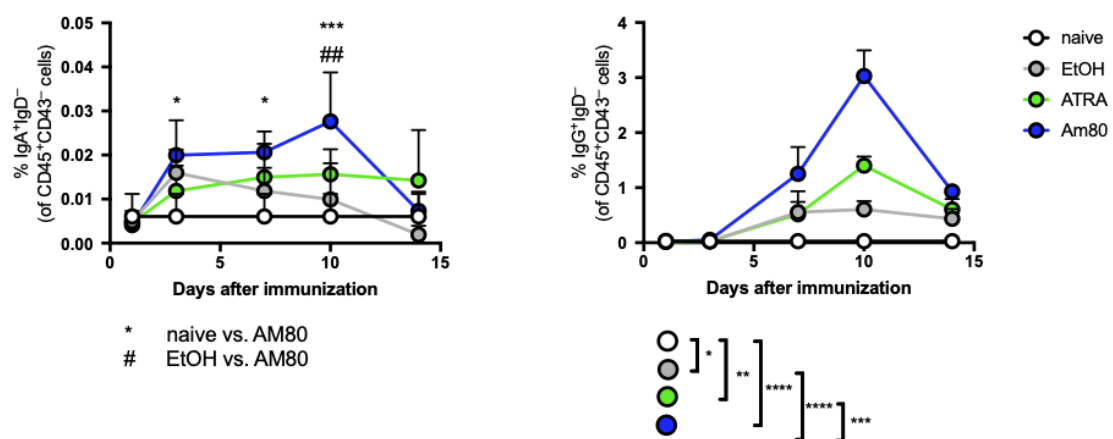 0.05
0.04
0.03
0.02
0.01
0.00
% IgA⁺IgD⁻
(of CD45⁺CD43⁻ cells)
*
*
***
##
0
5
10
15
Days after immunization
* naive vs. AM80
# EtOH vs. AM80
4
3
2
1
0
% IgG⁺IgD⁻
(of CD45⁺CD43⁻ cells)
0
5
10
15
Days after immunization
naive
EtOH
ATRA
Am80
*
**
****
****
***